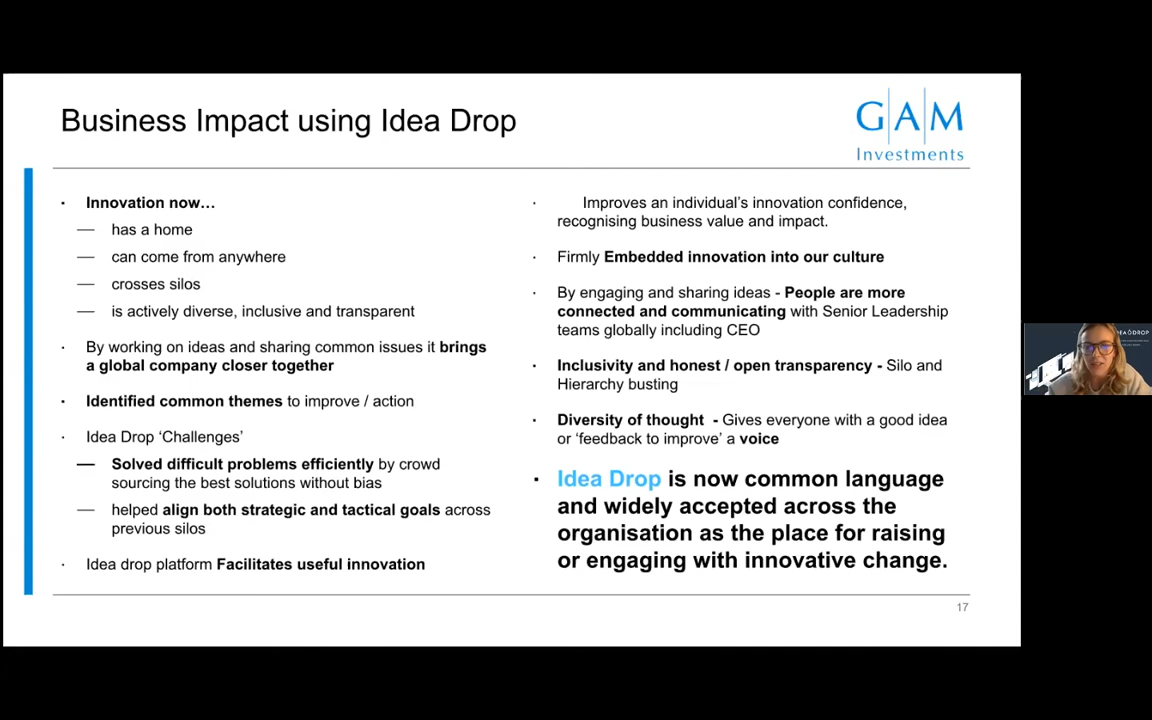 Business Impact using Idea Drop
GAM
Investments
· Innovation now…
— has a home
— can come from anywhere
— crosses silos
— is actively diverse, inclusive and transparent
· By working on ideas and sharing common issues it brings
a global company closer together
· Identified common themes to improve / action
· Idea Drop ‘Challenges’
— Solved difficult problems efficiently by crowd
sourcing the best solutions without bias
— helped align both strategic and tactical goals across
previous silos
· Idea drop platform Facilitates useful innovation
· Improves an individual’s innovation confidence,
recognising business value and impact.
· Firmly Embedded innovation into our culture
· By engaging and sharing ideas - People are more
connected and communicating with Senior Leadership
teams globally including CEO
· Inclusivity and honest / open transparency - Silo and
Hierarchy busting
· Diversity of thought - Gives everyone with a good idea
or ‘feedback to improve’ a voice
· Idea Drop is now common language
and widely accepted across the
organisation as the place for raising
or engaging with innovative change.
17